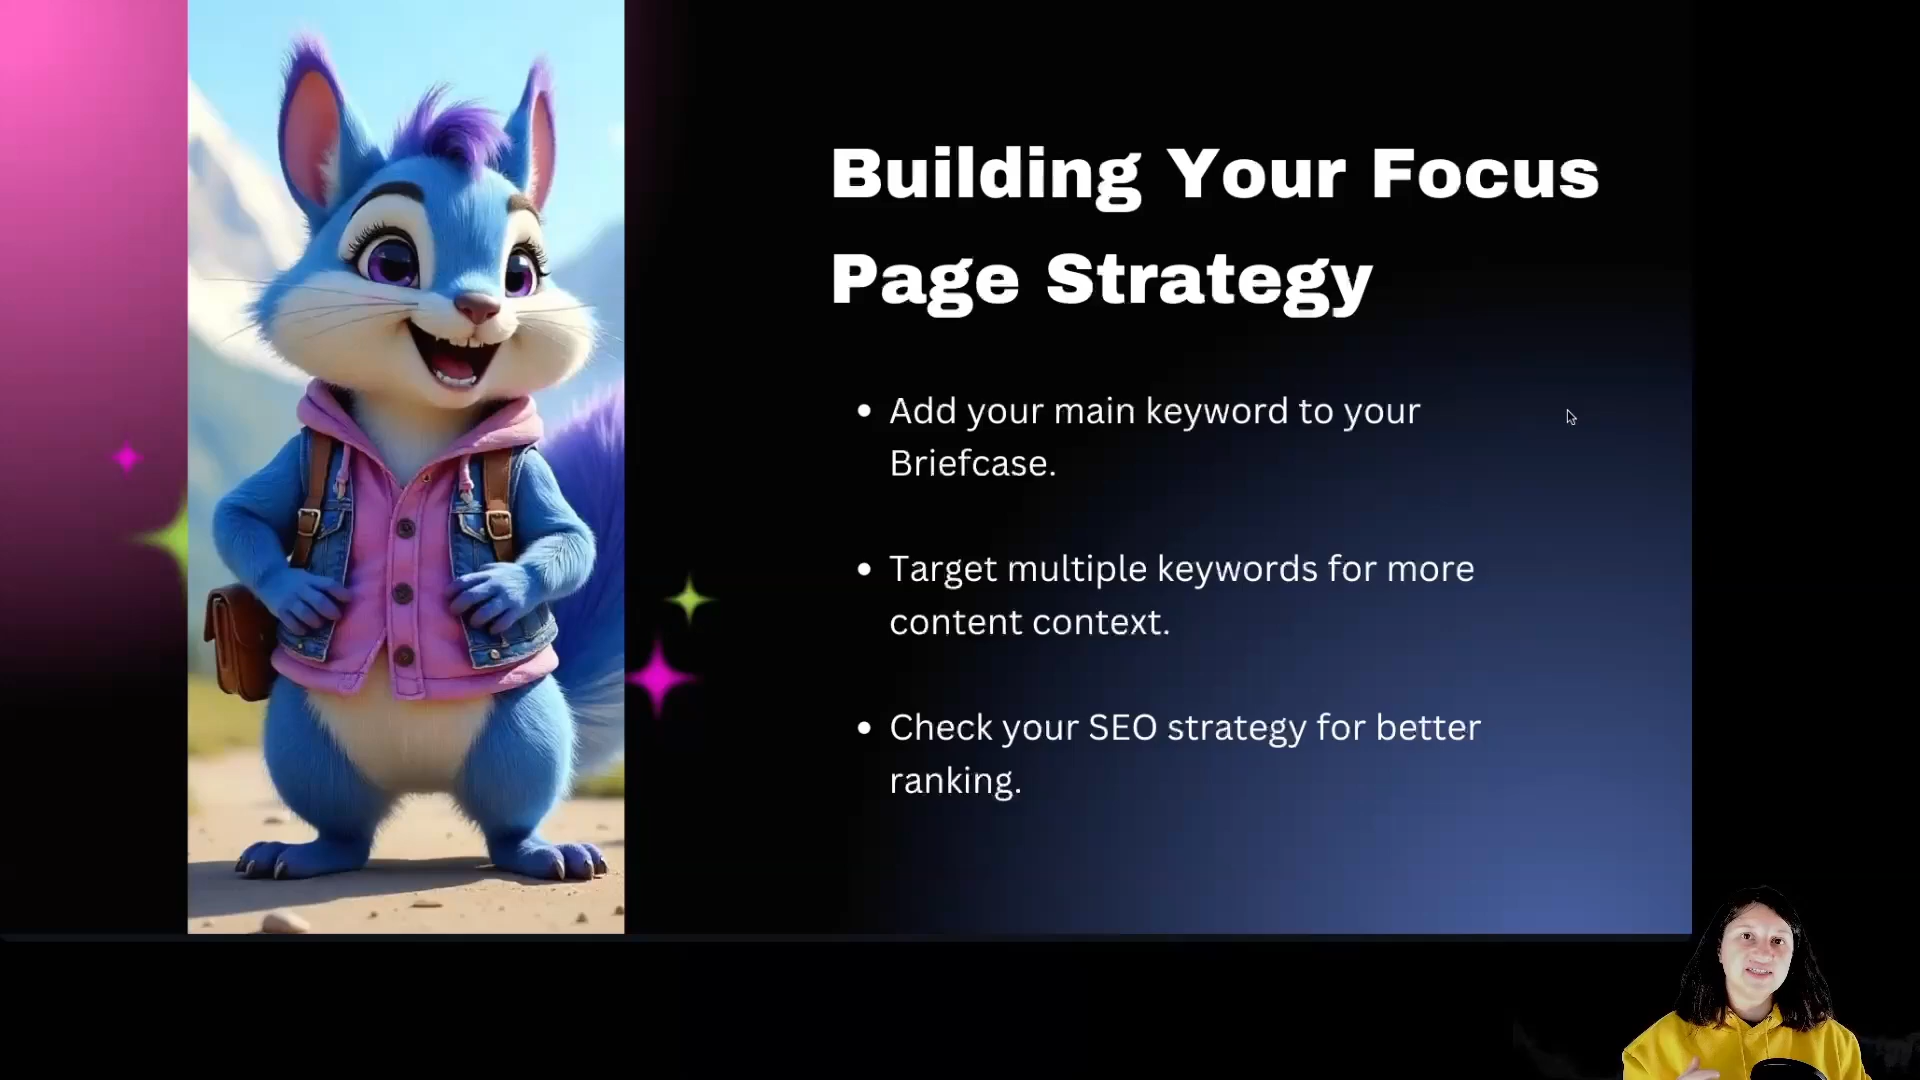 Building Your Focus
Page Strategy
• Add your main keyword to your
Briefcase.
• Target multiple keywords for more
content context.
• Check your SEO strategy for better
ranking.